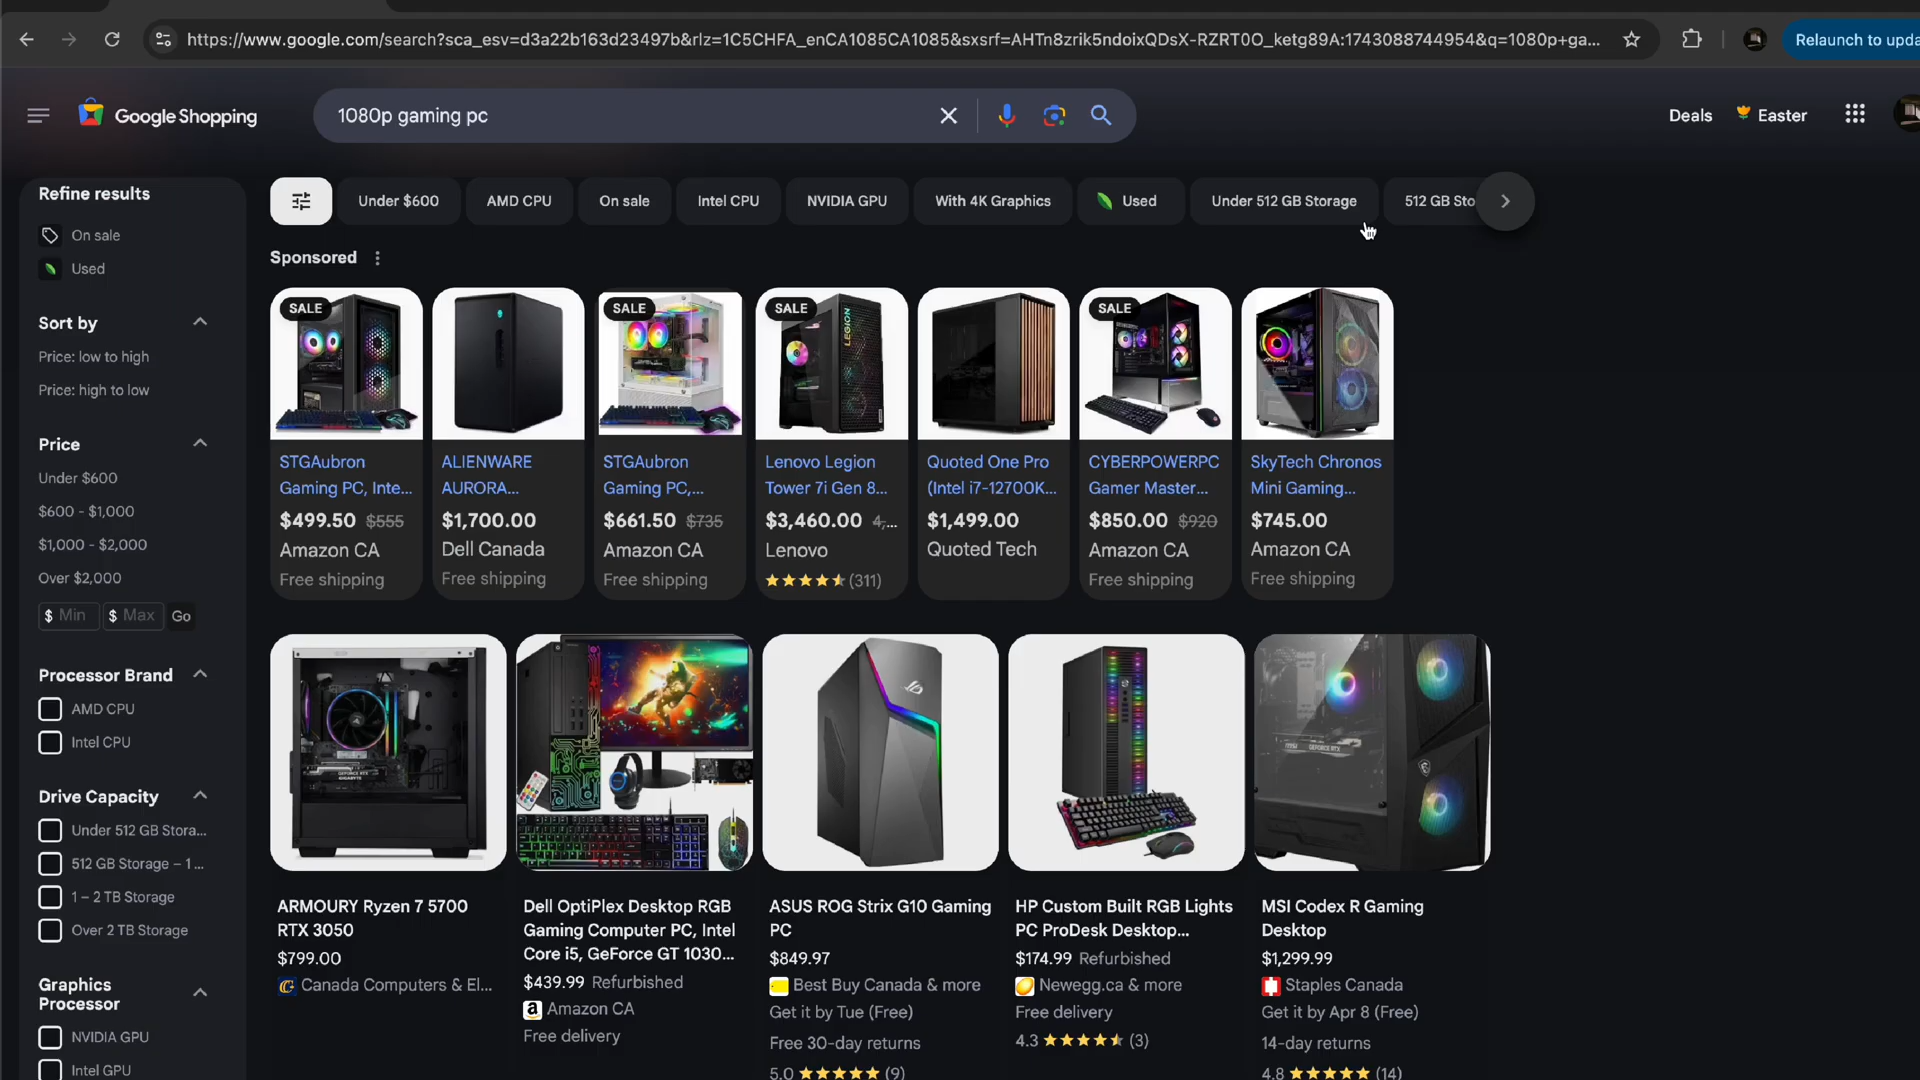 https://www.google.com/search?sca_esv=d3a22b163d23497b&rlz=1C5CHFA_enCA1085CA1085&sxsrf=AHTn8zrik5ndoixQDsX-RZRT0O_ketg89A:1743088744954&q=1080p+ga...
Relaunch to upda
Google Shopping
1080p gaming pc
Deals
Easter
Refine results
On sale
Used
Sort by
Price: low to high
Price: high to low
Price
Under $600
$600 - $1,000
$1,000 - $2,000
Over $2,000
$ Min
$ Max
Go
Processor Brand
AMD CPU
Intel CPU
Drive Capacity
Under 512 GB Stora...
512 GB Storage – 1 ...
1 – 2 TB Storage
Over 2 TB Storage
Graphics
Processor
NVIDIA GPU
Intel GPU
Under $600
AMD CPU
On sale
Intel CPU
NVIDIA GPU
With 4K Graphics
Used
Under 512 GB Storage
512 GB Sto
Sponsored
SALE
STGAubron
Gaming PC, Inte...
$499.50 $555
Amazon CA
Free shipping
ALIENWARE
AURORA...
$1,700.00
Dell Canada
Free shipping
SALE
STGAubron
Gaming PC,...
$661.50 $735
Amazon CA
Free shipping
SALE
LEGION
Lenovo Legion
Tower 7i Gen 8...
$3,460.00 4,...
Lenovo
(311)
Quoted One Pro
(Intel i7-12700K...
$1,499.00
Quoted Tech
SALE
CYBERPOWERPC
Gamer Master...
$850.00 $920
Amazon CA
Free shipping
SkyTech Chronos
Mini Gaming...
$745.00
Amazon CA
Free shipping
ARMOURY Ryzen 7 5700
RTX 3050
$799.00
Canada Computers & El...
Dell OptiPlex Desktop RGB
Gaming Computer PC, Intel
Core i5, GeForce GT 1030...
$439.99 Refurbished
Amazon CA
Free delivery
ASUS ROG Strix G10 Gaming
PC
$849.97
Best Buy Canada & more
Get it by Tue (Free)
Free 30-day returns
5.0 (9)
HP Custom Built RGB Lights
PC ProDesk Desktop...
$174.99 Refurbished
Newegg.ca & more
Free delivery
4.3 (3)
MSI Codex R Gaming
Desktop
$1,299.99
Staples Canada
Get it by Apr 8 (Free)
14-day returns
4.8 (14)